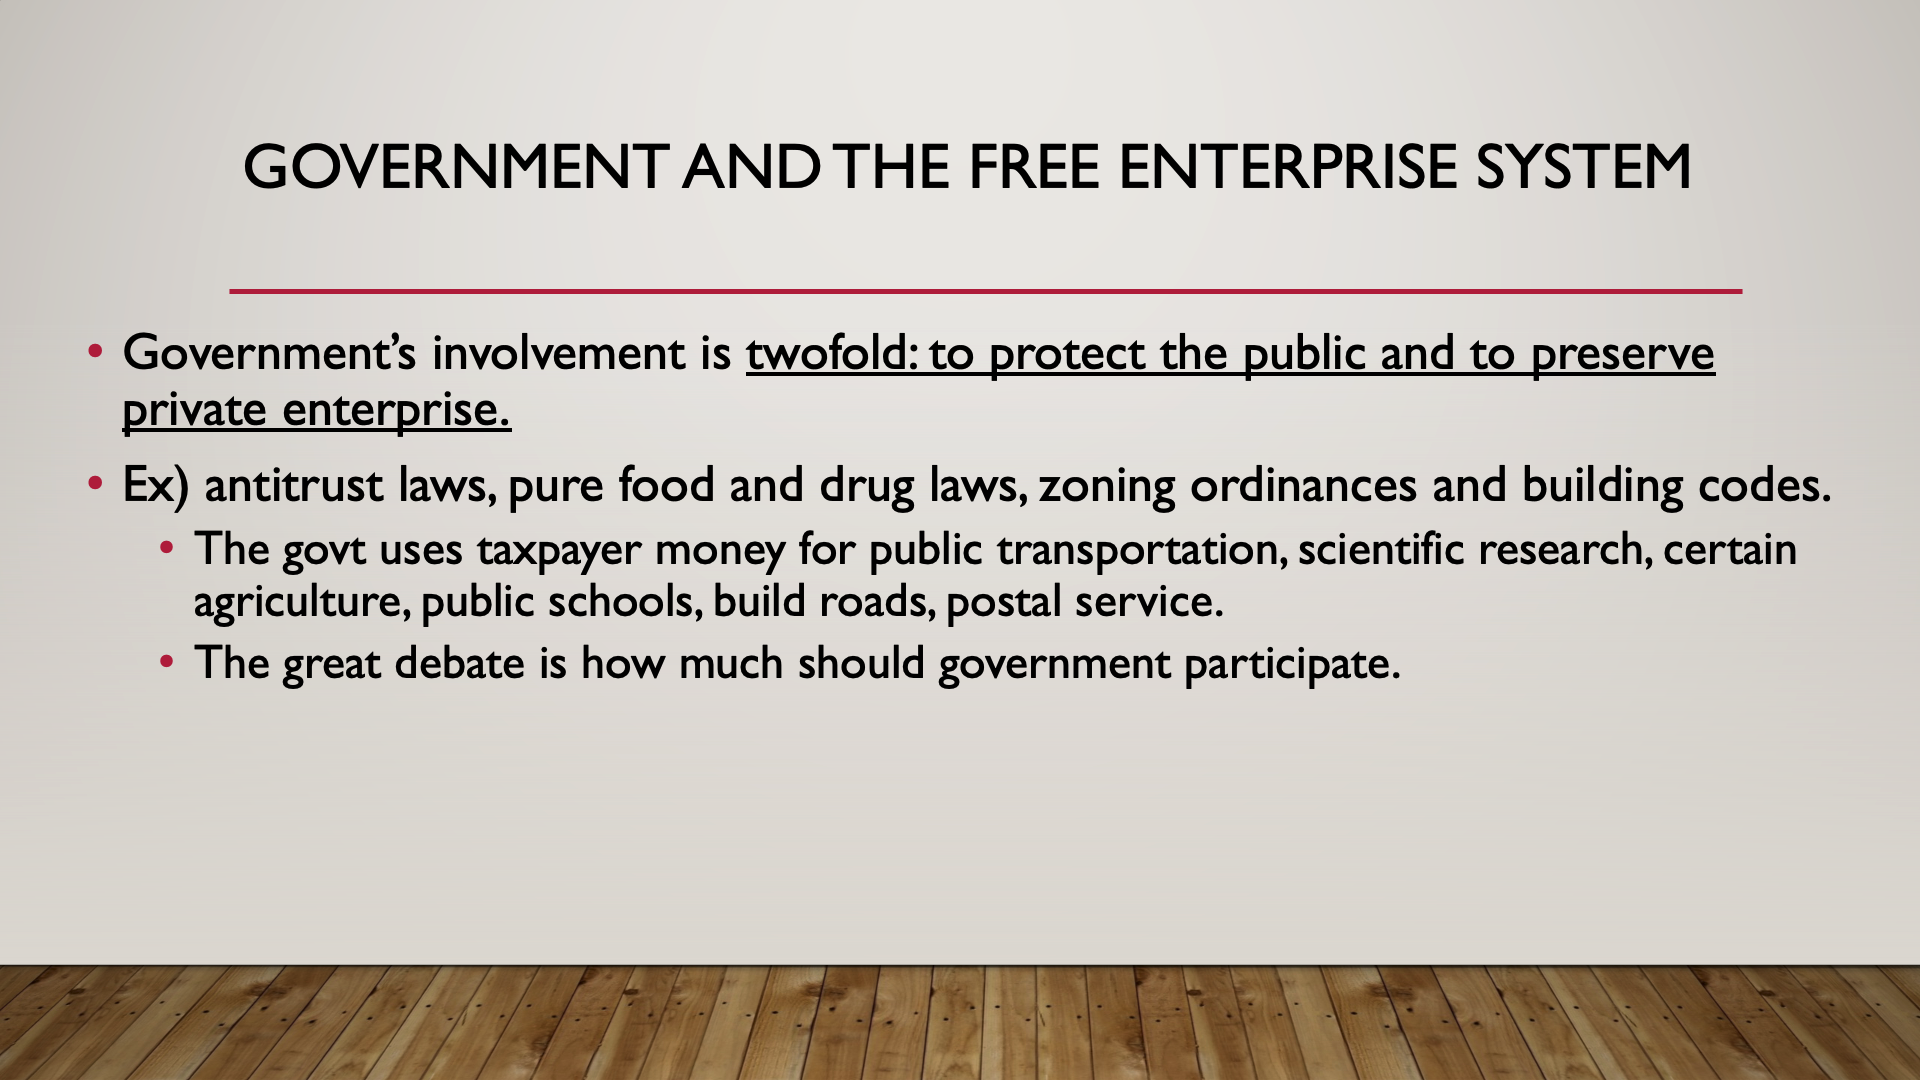 GOVERNMENT AND THE FREE ENTERPRISE SYSTEM
• Government’s involvement is twofold: to protect the public and to preserve
private enterprise.
• Ex) antitrust laws, pure food and drug laws, zoning ordinances and building codes.
• The govt uses taxpayer money for public transportation, scientific research, certain
agriculture, public schools, build roads, postal service.
• The great debate is how much should government participate.